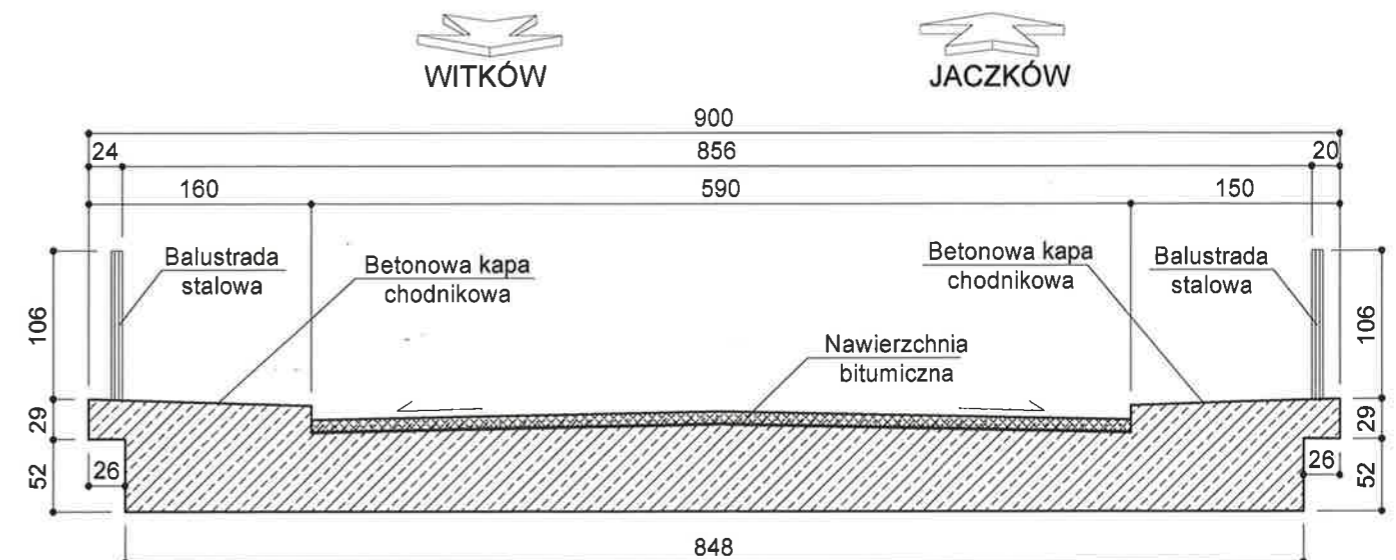 WITKÓW
JACZKÓW
900
24
856
20
160
590
150
Balustrada
stalowa
Betonowa kapa
chodnikowa
Betonowa kapa
chodnikowa
Balustrada
stalowa
Nawierzchnia
bitumiczna
106
106
29
29
52
26
26
52
848